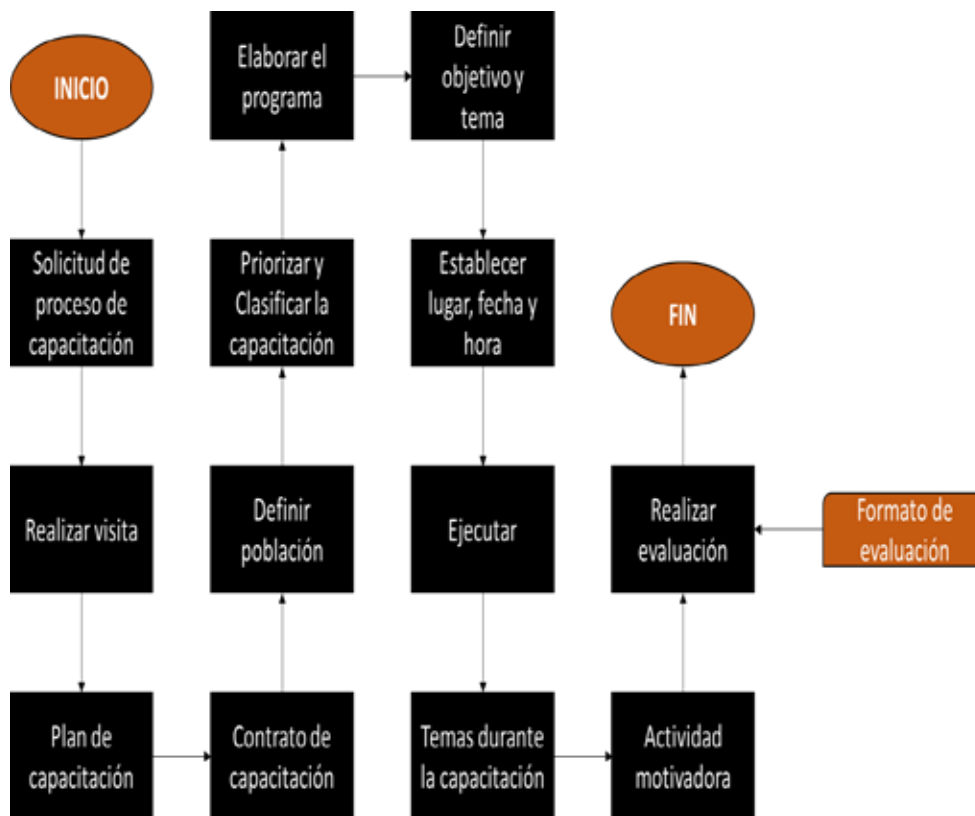 INICIO
Solicitud de
proceso de
capacitación
Realizar visita
Plan de
capacitación
Contrato de
capacitación
Definir
población
Priorizar y
Clasificar la
capacitación
Elaborar el
programa
Definir
objetivo y
tema
Establecer
lugar, fecha y
hora
Ejecutar
Temas durante
la capacitación
Actividad
motivadora
Realizar
evaluación
Formato de
evaluación
FIN